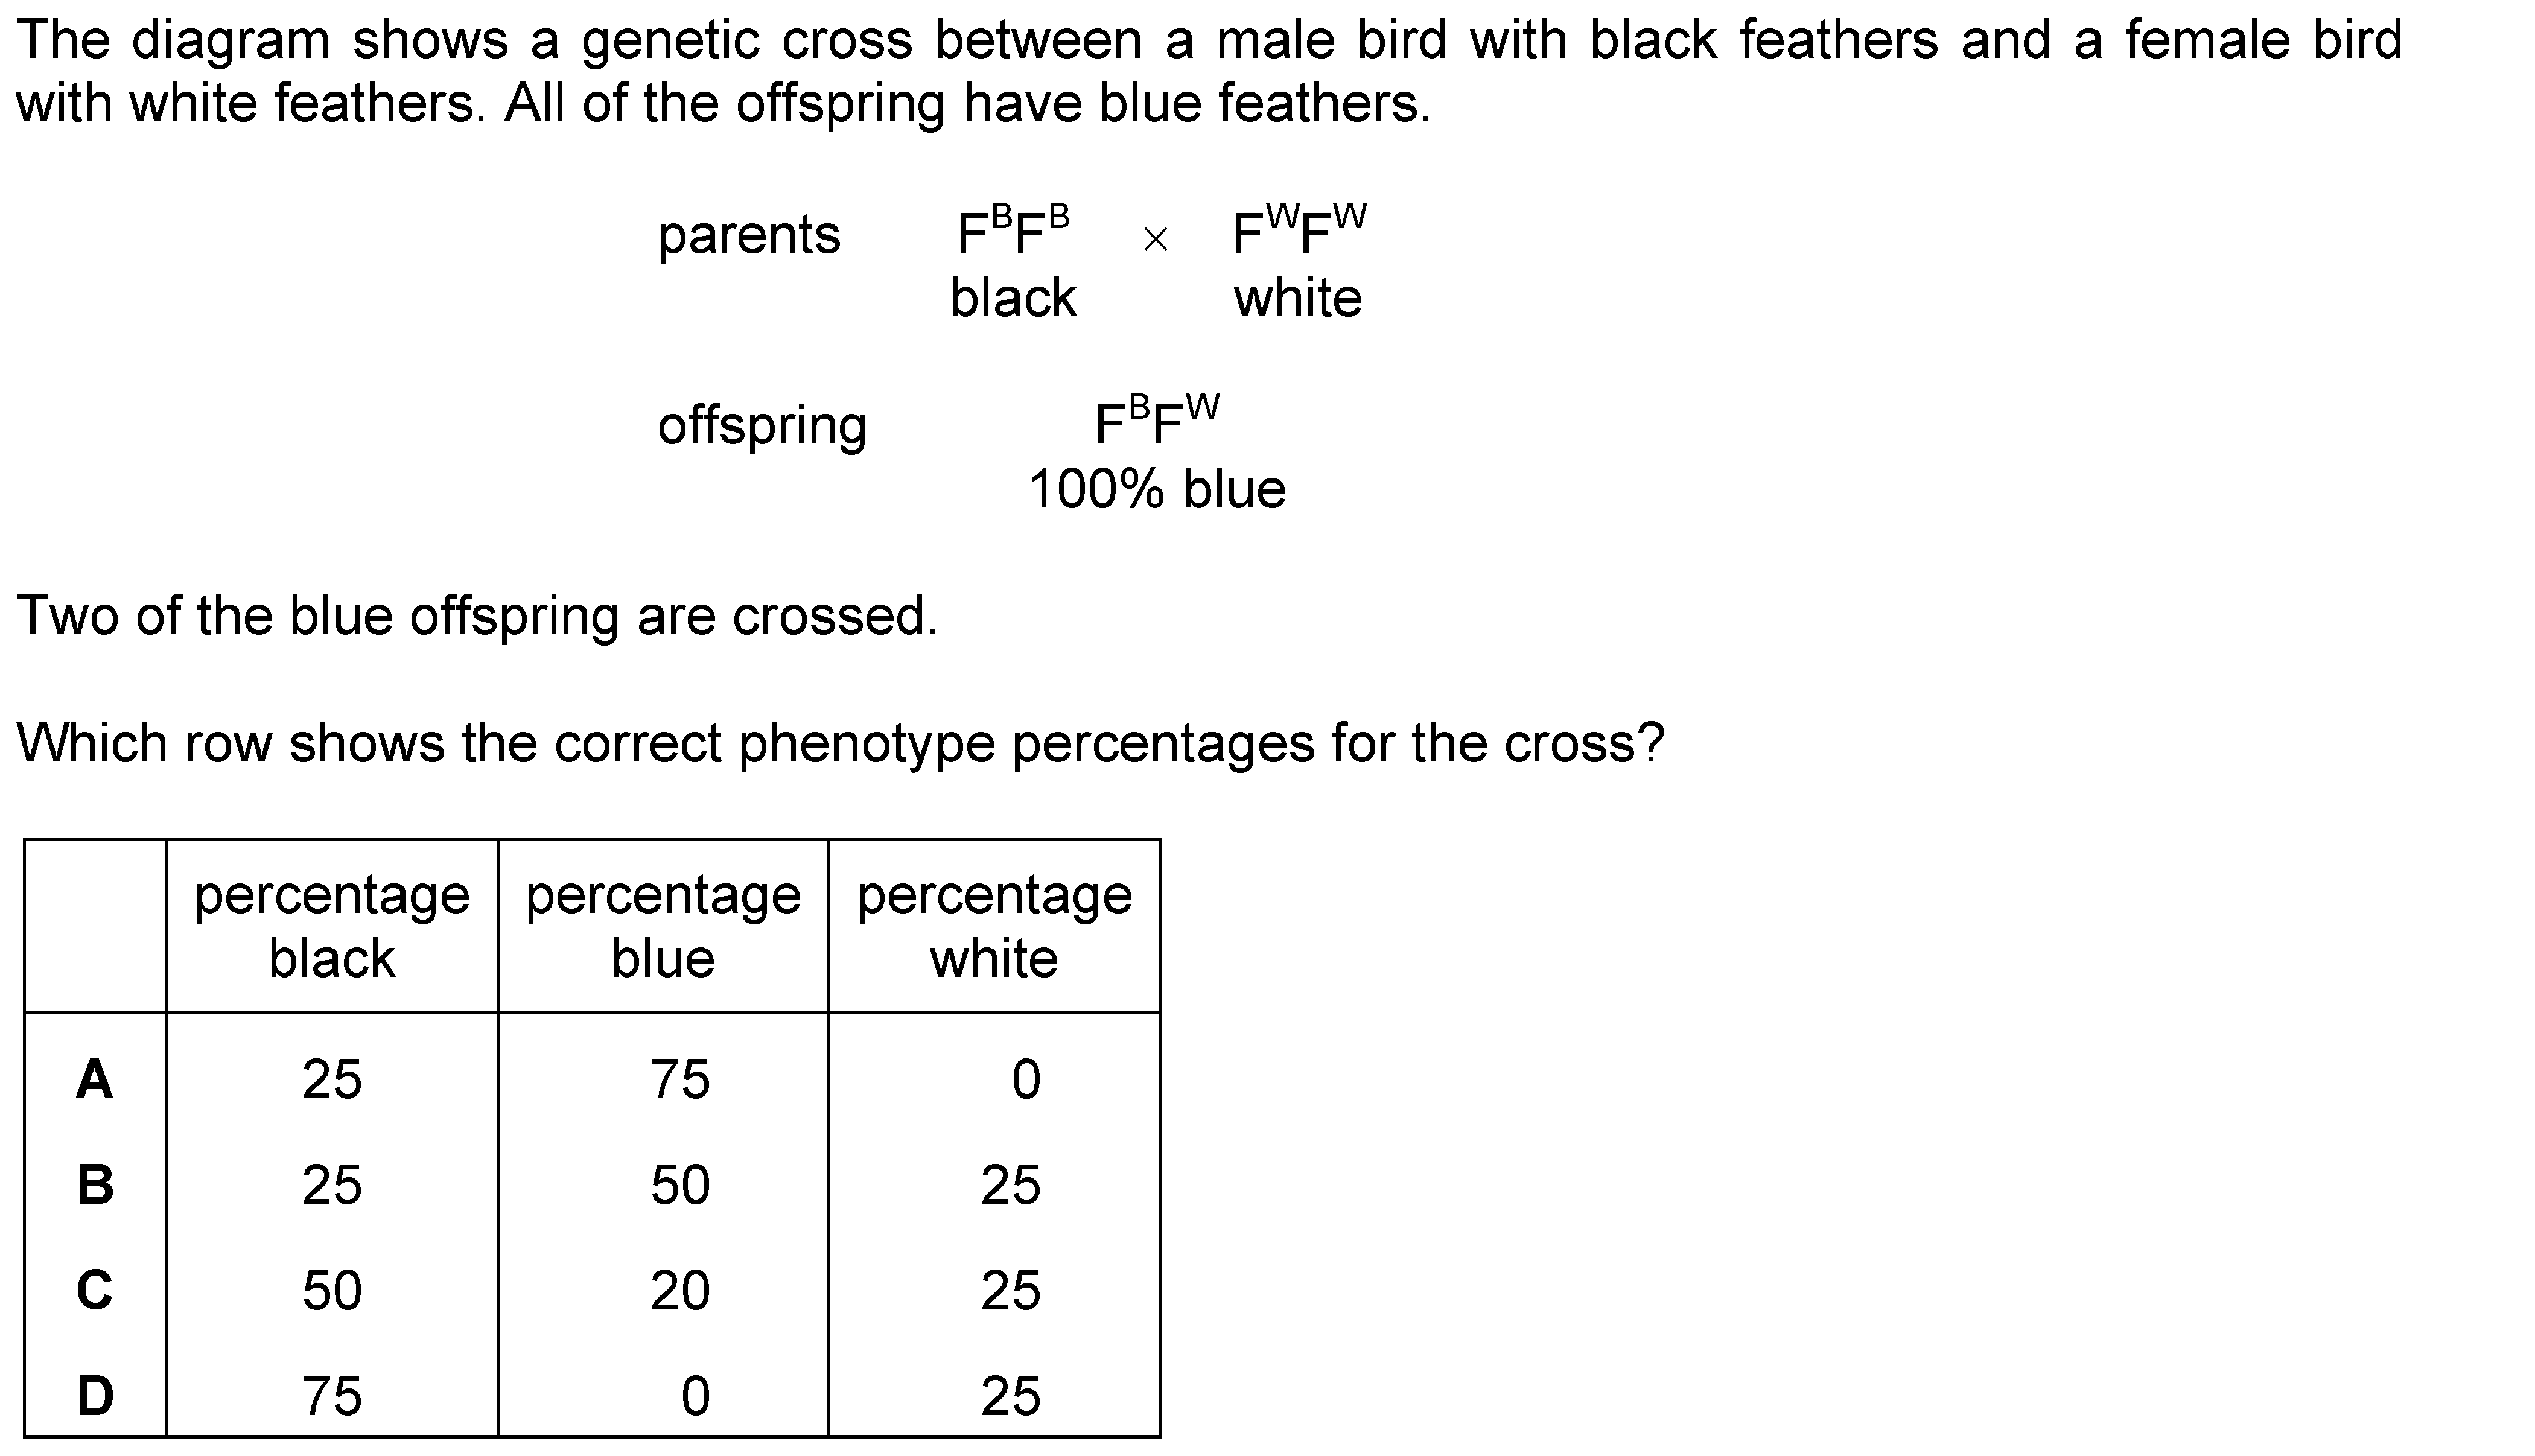 The diagram shows a genetic cross between a male bird with black feathers and a female bird
with white feathers. All of the offspring have blue feathers.
parents FᴮFᴮ × FᵂFᵂ
black white
offspring FᴮFᵂ
100% blue
Two of the blue offspring are crossed.
Which row shows the correct phenotype percentages for the cross?
percentage black percentage blue percentage white
A 25 75 0
B 25 50 25
C 50 20 25
D 75 0 25